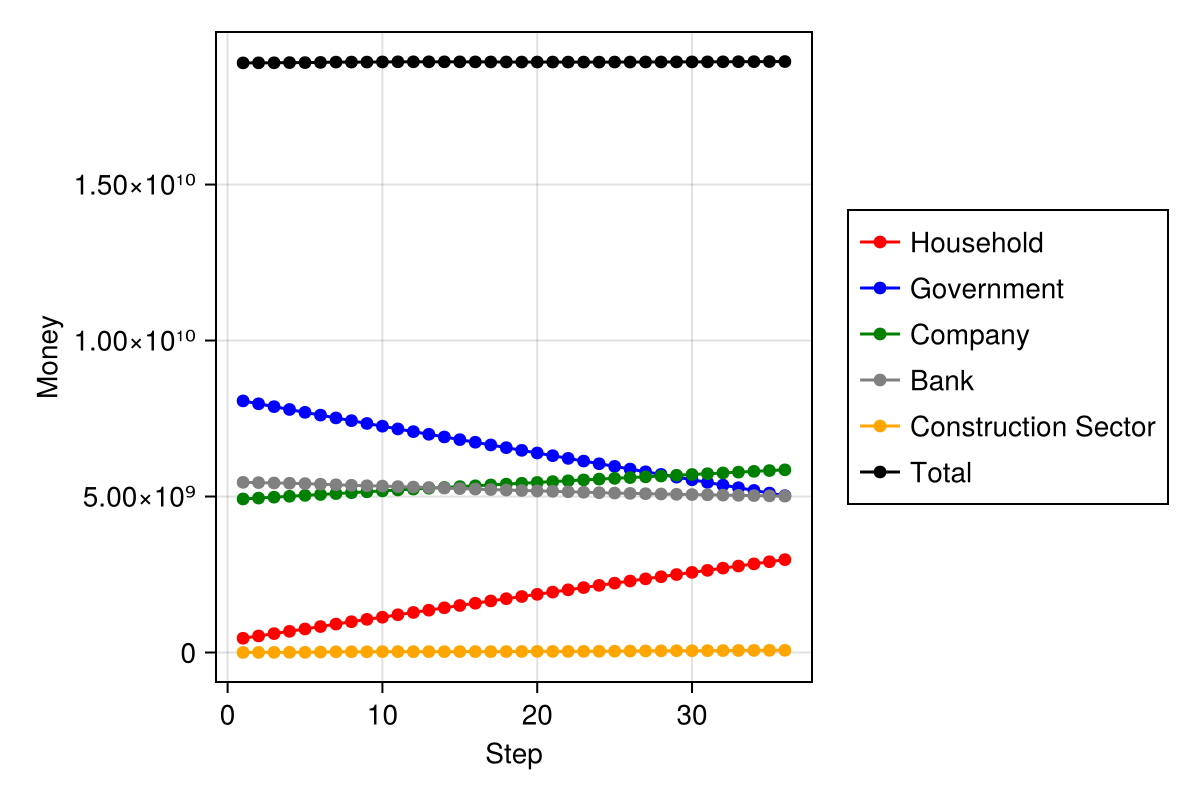 1.50×10¹⁰
1.00×10¹⁰
5.00×10⁹
0
Money
0 10 20 30
Step
Household
Government
Company
Bank
Construction Sector
Total